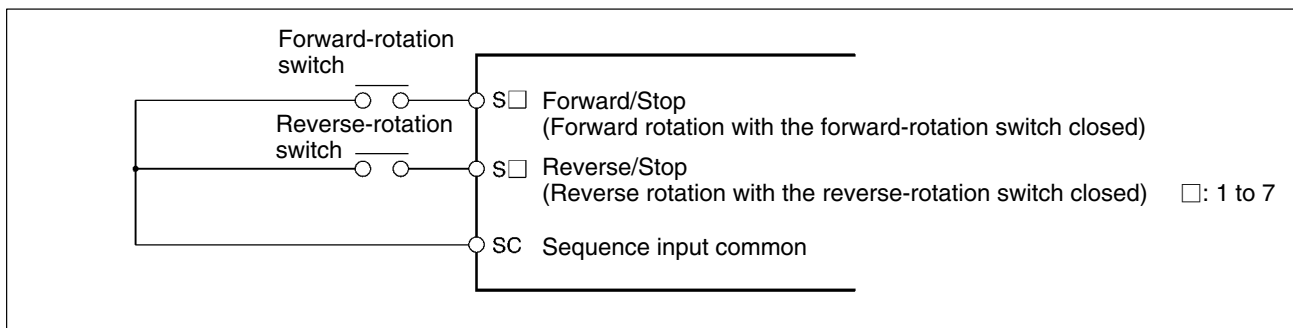 Forward-rotation
switch
S□ Forward/Stop
(Forward rotation with the forward-rotation switch closed)
Reverse-rotation
switch
S□ Reverse/Stop
(Reverse rotation with the reverse-rotation switch closed) □: 1 to 7
SC Sequence input common